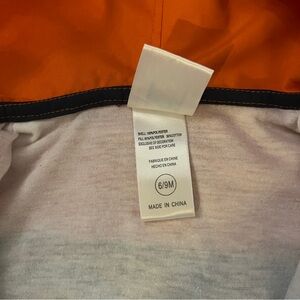 SHELL: 100%POLYESTER
FILL: 80%POLYESTER 20%COTTON
EXCLUSIVE OF DECORATION
SEE SIDE FOR CARE
FABRIQUE EN CHINE
HECHO EN CHINA
6/9M
MADE IN CHINA